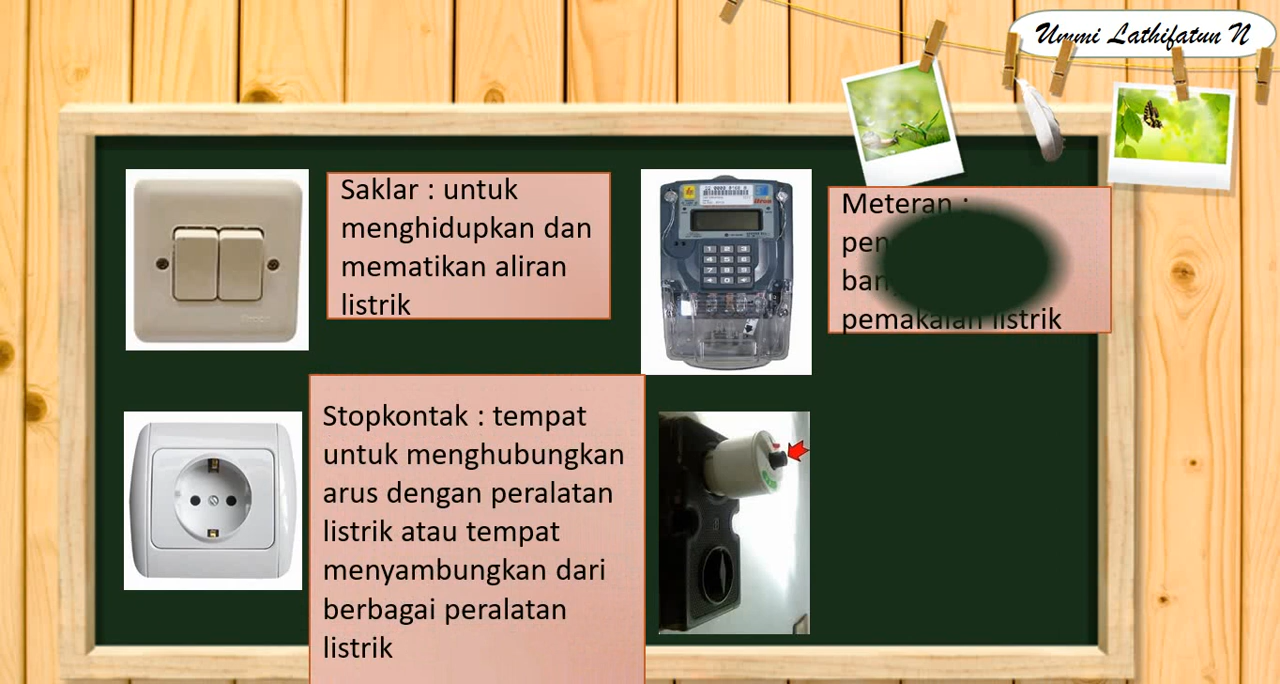 Ummi Lathifatun N
Saklar : untuk
menghidupkan dan
mematikan aliran
listrik
Meteran :
pemakaian listrik
Stopkontak : tempat
untuk menghubungkan
arus dengan peralatan
listrik atau tempat
menyambungkan dari
berbagai peralatan
listrik